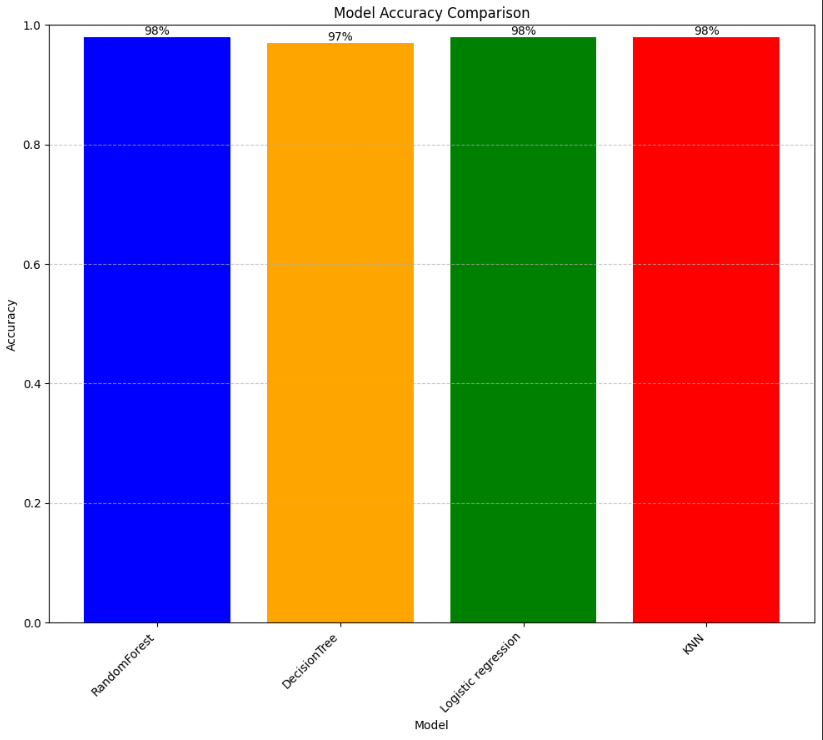 Model Accuracy Comparison
98%
97%
98%
98%
1.0
0.8
0.6
0.4
0.2
0.0
Accuracy
RandomForest
DecisionTree
Logistic regression
KNN
Model